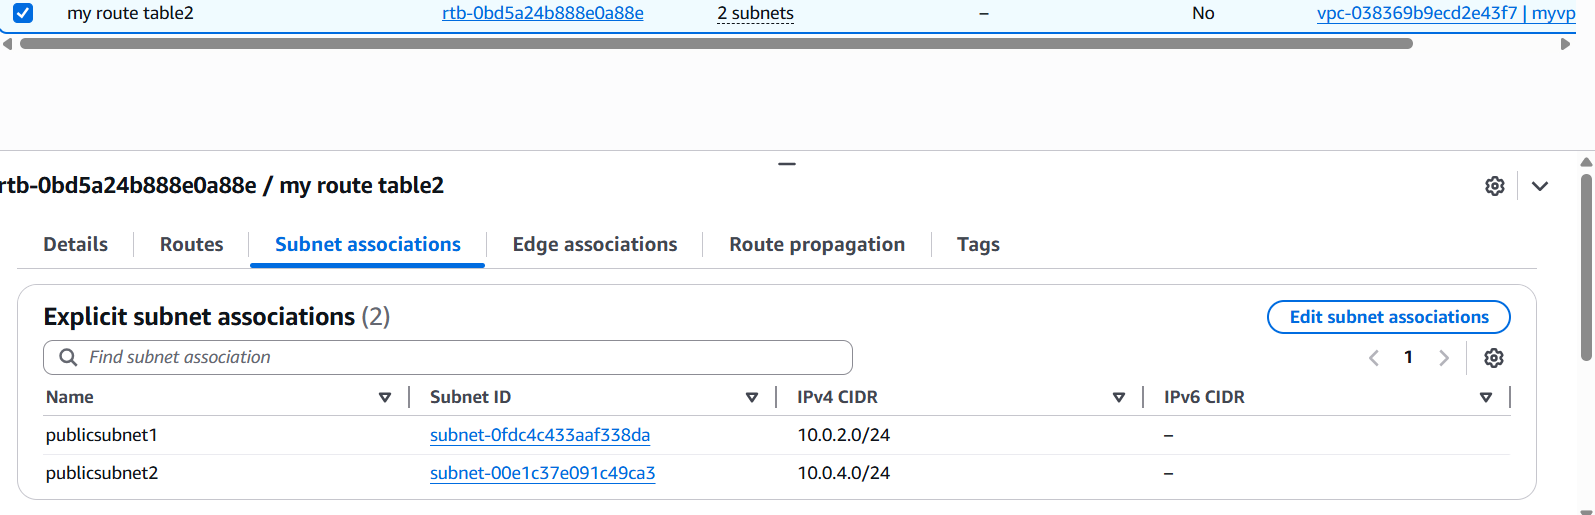 my route table2 rtb-0bd5a24b888e0a88e 2 subnets – No vpc-038369b9ecd2e43f7 | myvp
rtb-0bd5a24b888e0a88e / my route table2
Details Routes Subnet associations Edge associations Route propagation Tags
Explicit subnet associations (2) Edit subnet associations
Find subnet association 1
Name Subnet ID IPv4 CIDR IPv6 CIDR
publicsubnet1 subnet-0fdc4c433aaf338da 10.0.2.0/24 –
publicsubnet2 subnet-00e1c37e091c49ca3 10.0.4.0/24 –